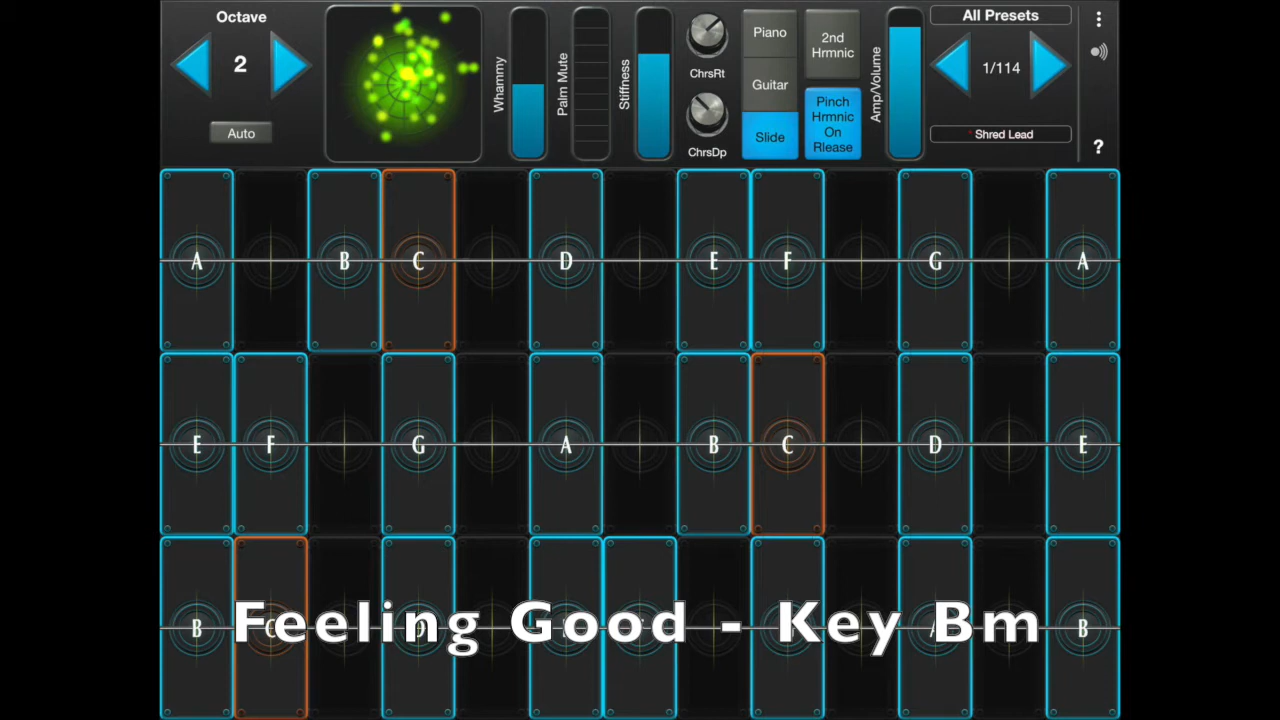 Octave
2
Auto
Whammy
Palm Mute
Stiffness
ChrsRt
ChrsDp
Piano
Guitar
Slide
2nd
Hrmnic
Pinch
Hrmnic
On
Rlease
Amp/Volume
All Presets
1/114
* Shred Lead
?
A B C D E F G A
E F G A B C D E
B B
Feeling Good - Key Bm